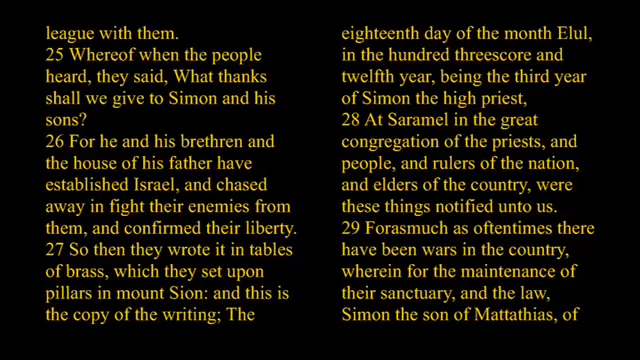 league with them.
25 Whereof when the people
heard, they said, What thanks
shall we give to Simon and his
sons?
26 For he and his brethren and
the house of his father have
established Israel, and chased
away in fight their enemies from
them, and confirmed their liberty.
27 So then they wrote it in tables
of brass, which they set upon
pillars in mount Sion: and this is
the copy of the writing; The
eighteenth day of the month Elul,
in the hundred threescore and
twelfth year, being the third year
of Simon the high priest,
28 At Saramel in the great
congregation of the priests, and
people, and rulers of the nation,
and elders of the country, were
these things notified unto us.
29 Forasmuch as oftentimes there
have been wars in the country,
wherein for the maintenance of
their sanctuary, and the law,
Simon the son of Mattathias, of